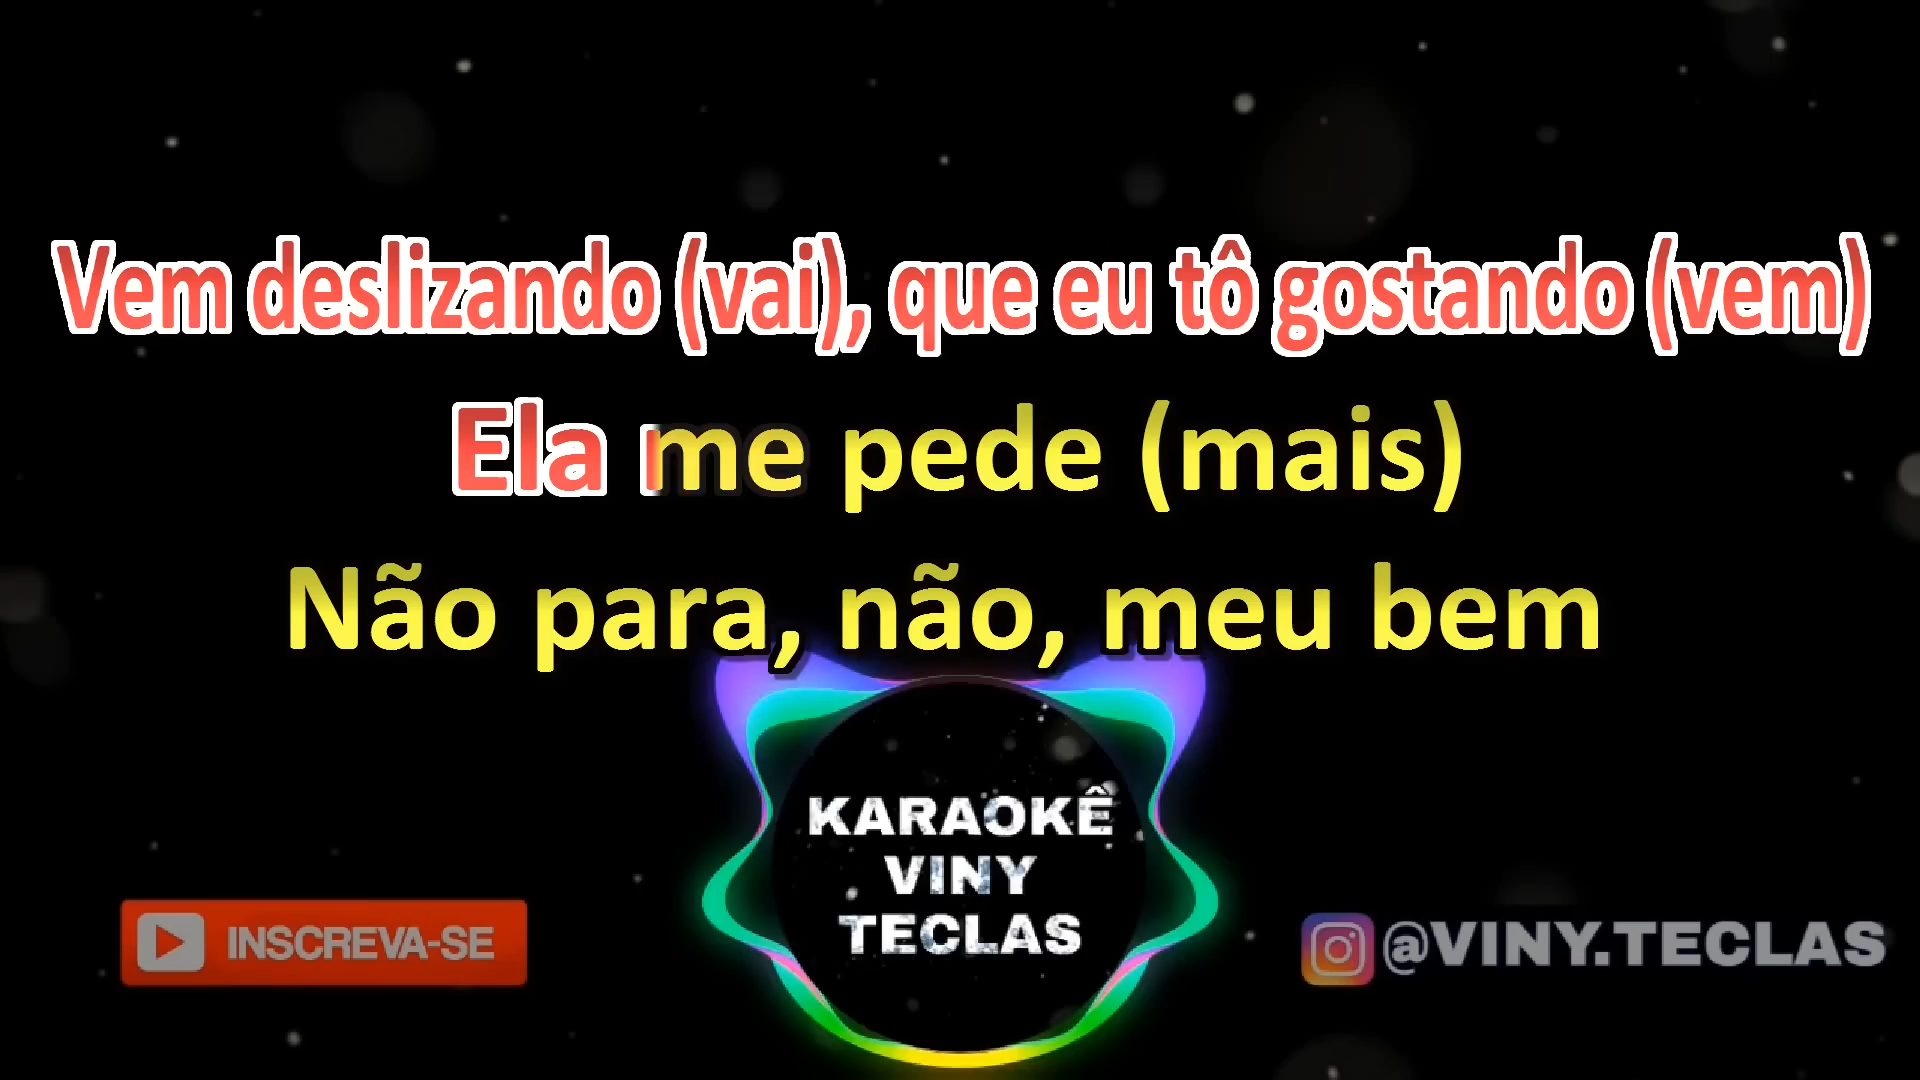 Vem deslizando (vai), que eu tô gostando (vem)
Ela me pede (mais)
Não para, não, meu bem
KARAOKÊ
VINY
TECLAS
INSCREVA-SE
@VINY.TECLAS